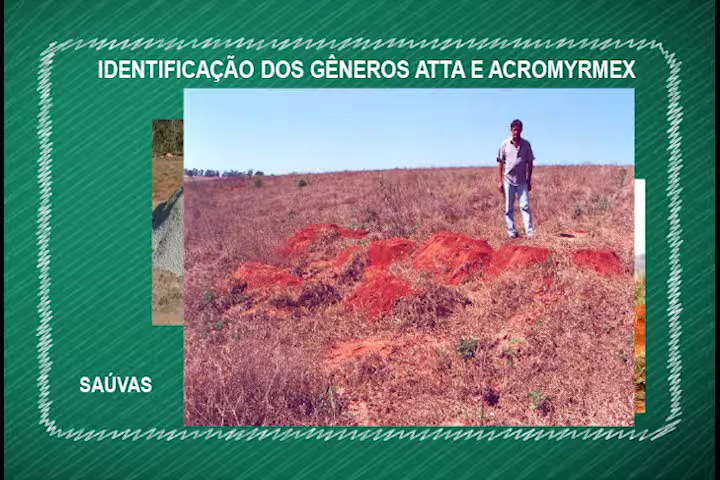 IDENTIFICAÇÃO DOS GÊNEROS ATTA E ACROMYRMEX
SAÚVAS